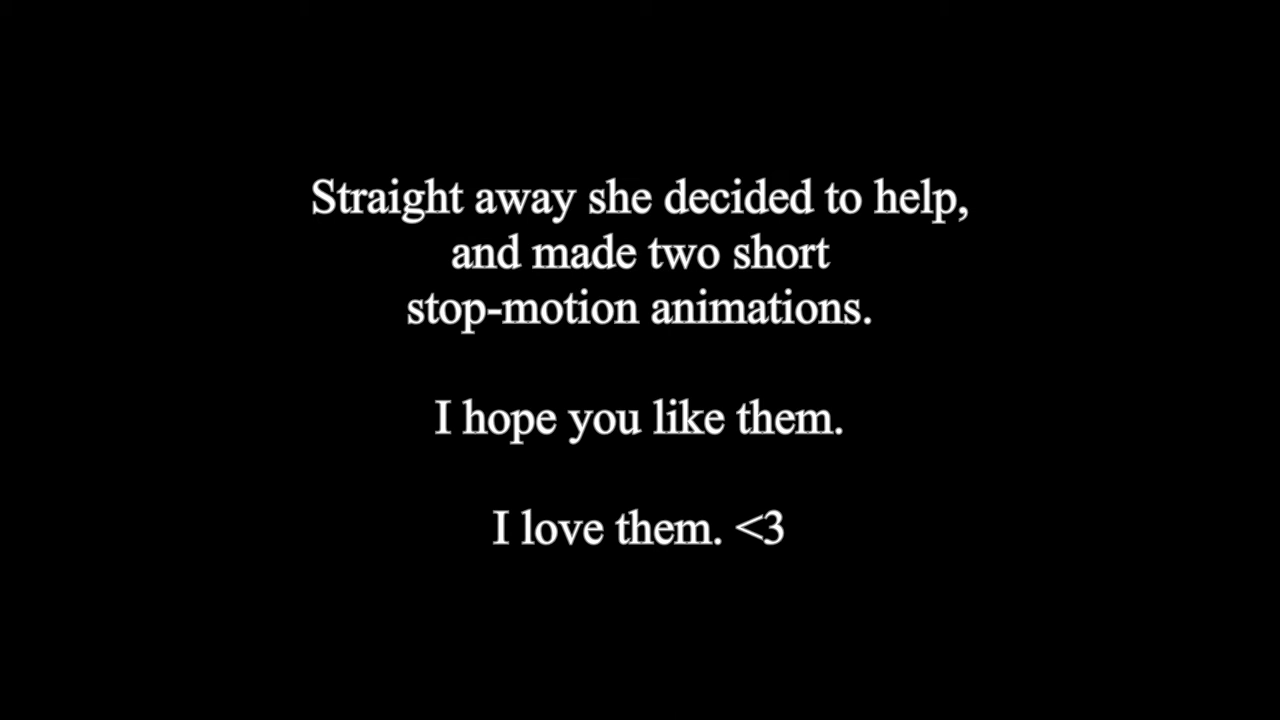 Straight away she decided to help,
and made two short
stop-motion animations.
I hope you like them.
I love them. <3